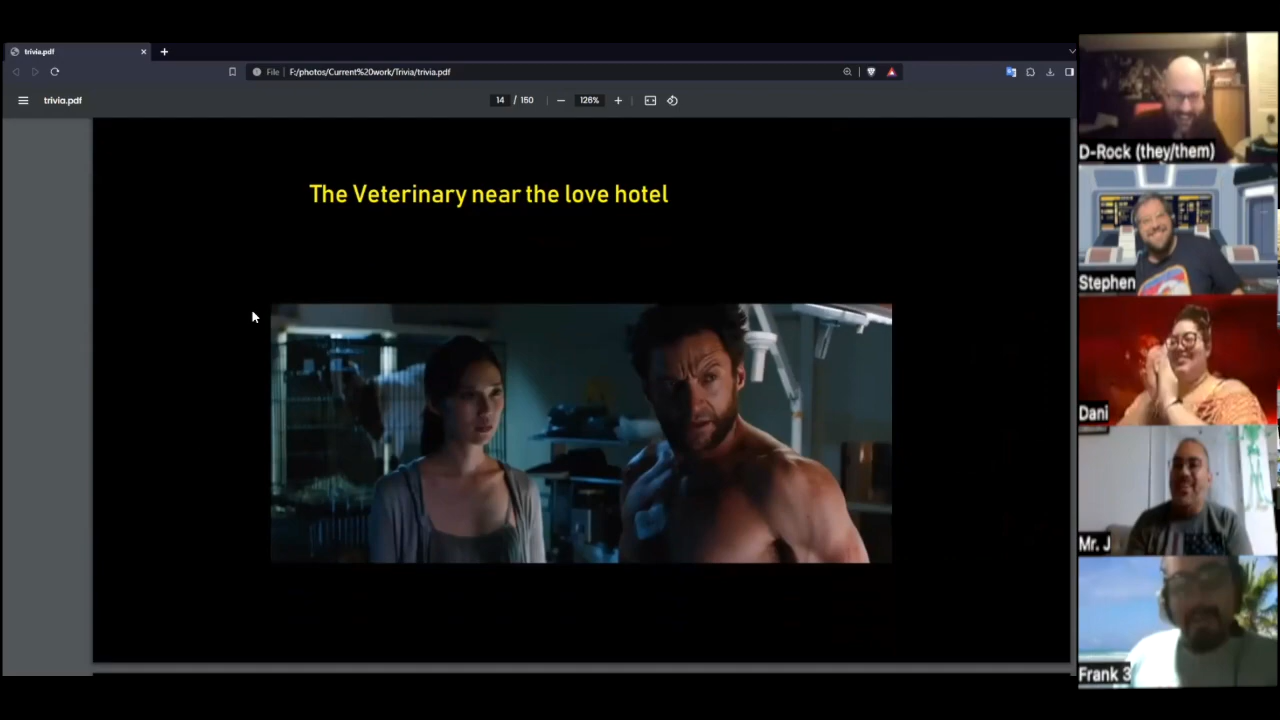 trivia.pdf
File
F:/photos/Current%20work/Trivia/trivia.pdf
trivia.pdf
14 / 150
126%
The Veterinary near the love hotel
D-Rock (they/them)
Stephen
Dani
Mr. J
Frank 3